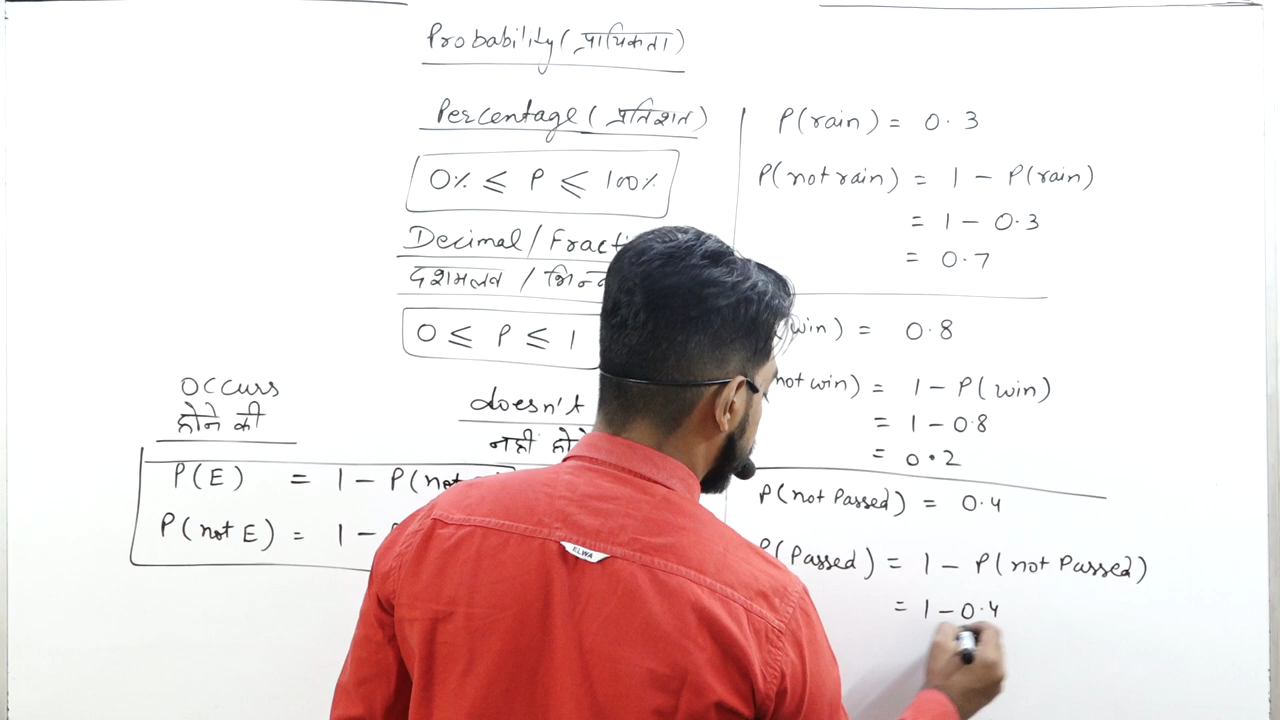 Probability (प्रायिकता)
Percentage (प्रतिशत)
0% ≤ P ≤ 100%
Decimal / Fracti
दशमलव / भिन्
0 ≤ P ≤ 1
occurs
होने की
doesn't
नही होने
P(E) = 1 - P(not
P(not E) = 1 -
P(rain) = 0.3
P(not rain) = 1 - P(rain)
= 1 - 0.3
= 0.7
win) = 0.8
not win) = 1 - P(win)
= 1 - 0.8
= 0.2
P(not Passed) = 0.4
P(Passed) = 1 - P(not Passed)
= 1 - 0.4
ELWA